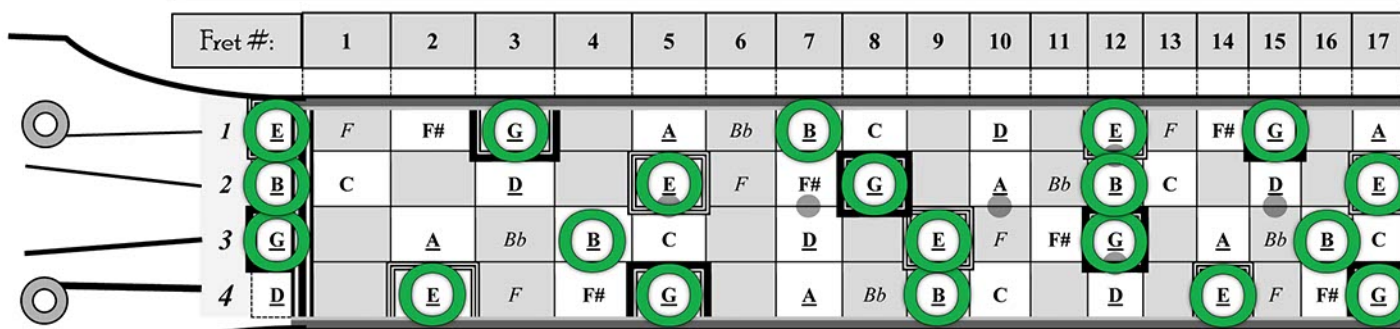 Fret #: 1 2 3 4 5 6 7 8 9 10 11 12 13 14 15 16 17
1 E F F# G A Bb B C D E F F# G A
2 B C D E F F# G A Bb B C D E
3 G A Bb B C D E F F# G A Bb B C
4 D E F F# G A Bb B C D E F F# G